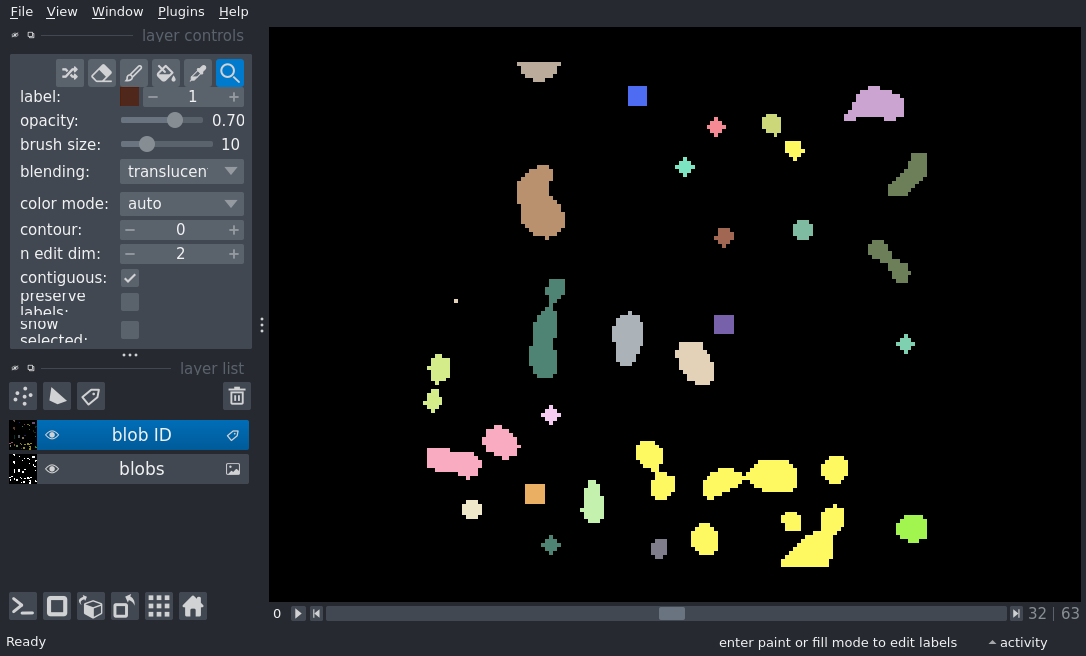 File View Window Plugins Help
layer controls
label: 1
opacity: 0.70
brush size: 10
blending: translucen
color mode: auto
contour: 0
n edit dim: 2
contiguous:
preserve
labels:
show
selected:
layer list
blob ID
blobs
0 32 | 63
Ready enter paint or fill mode to edit labels activity